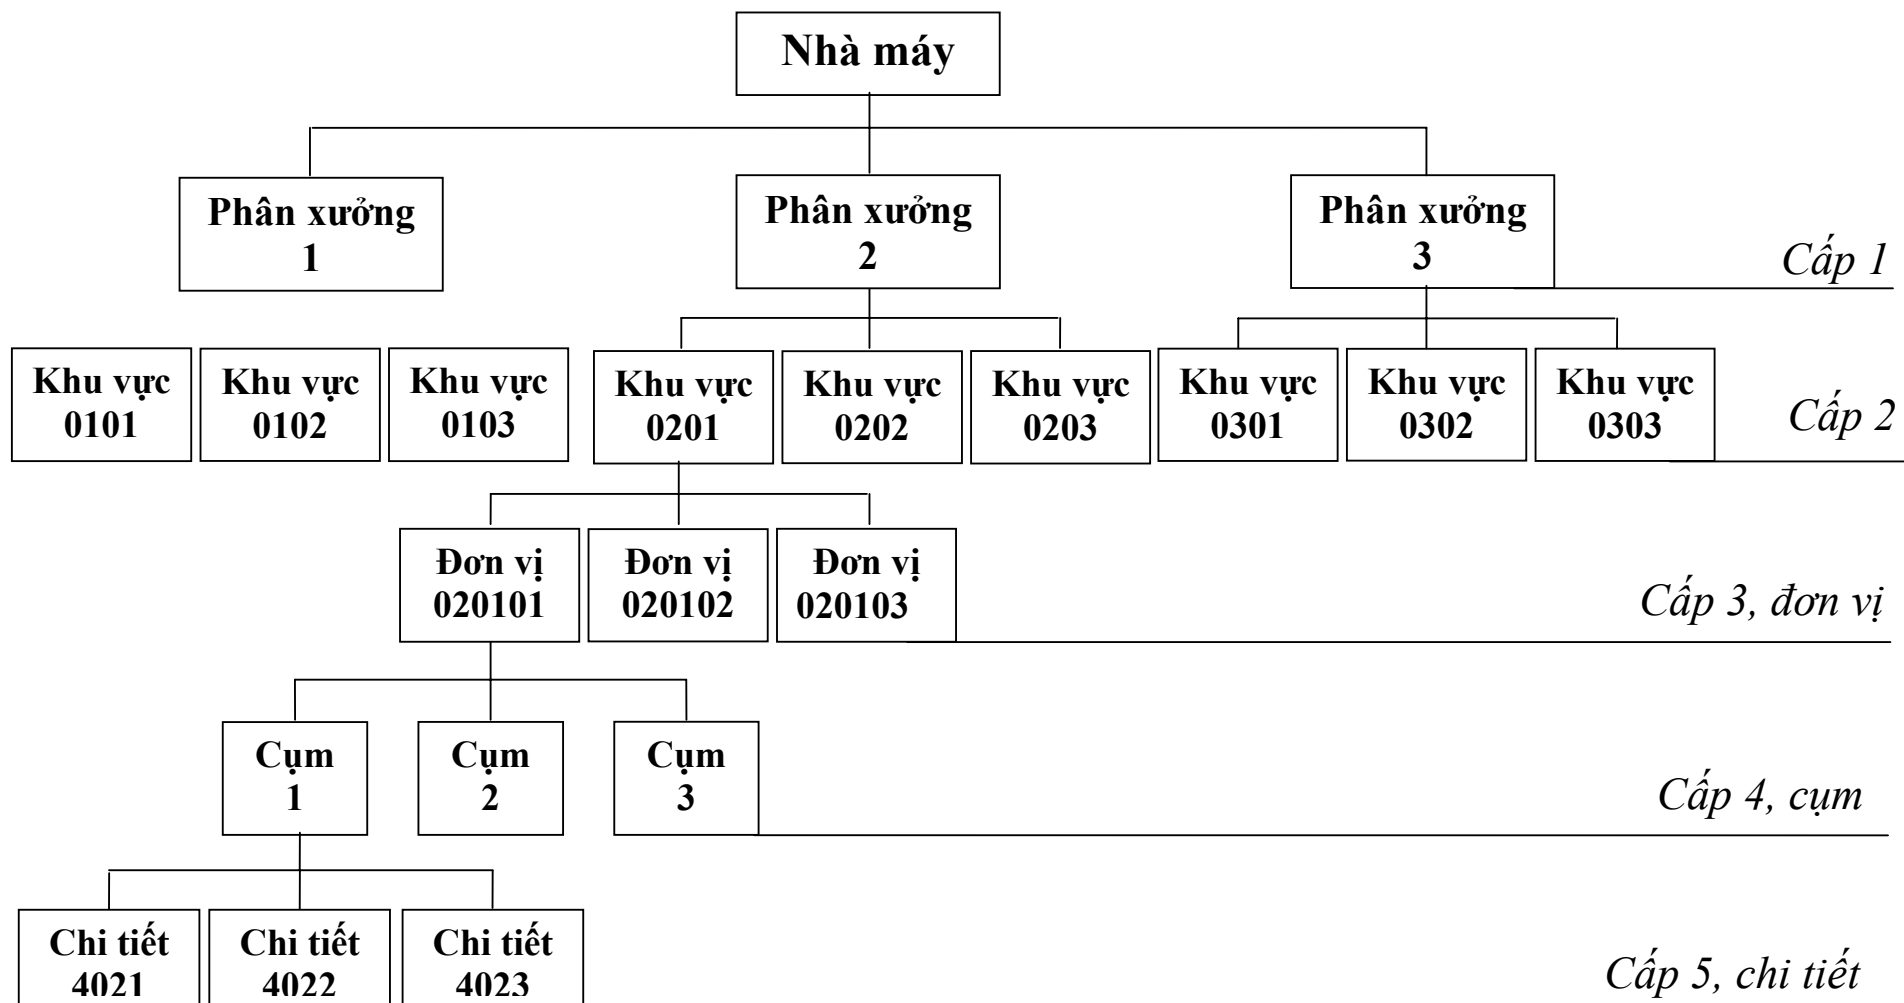 Nhà máy
Phân xưởng
1
Phân xưởng
2
Phân xưởng
3
Cấp 1
Khu vực
0101
Khu vực
0102
Khu vực
0103
Khu vực
0201
Khu vực
0202
Khu vực
0203
Khu vực
0301
Khu vực
0302
Khu vực
0303
Cấp 2
Đơn vị
020101
Đơn vị
020102
Đơn vị
020103
Cấp 3, đơn vị
Cụm
1
Cụm
2
Cụm
3
Cấp 4, cụm
Chi tiết
4021
Chi tiết
4022
Chi tiết
4023
Cấp 5, chi tiết